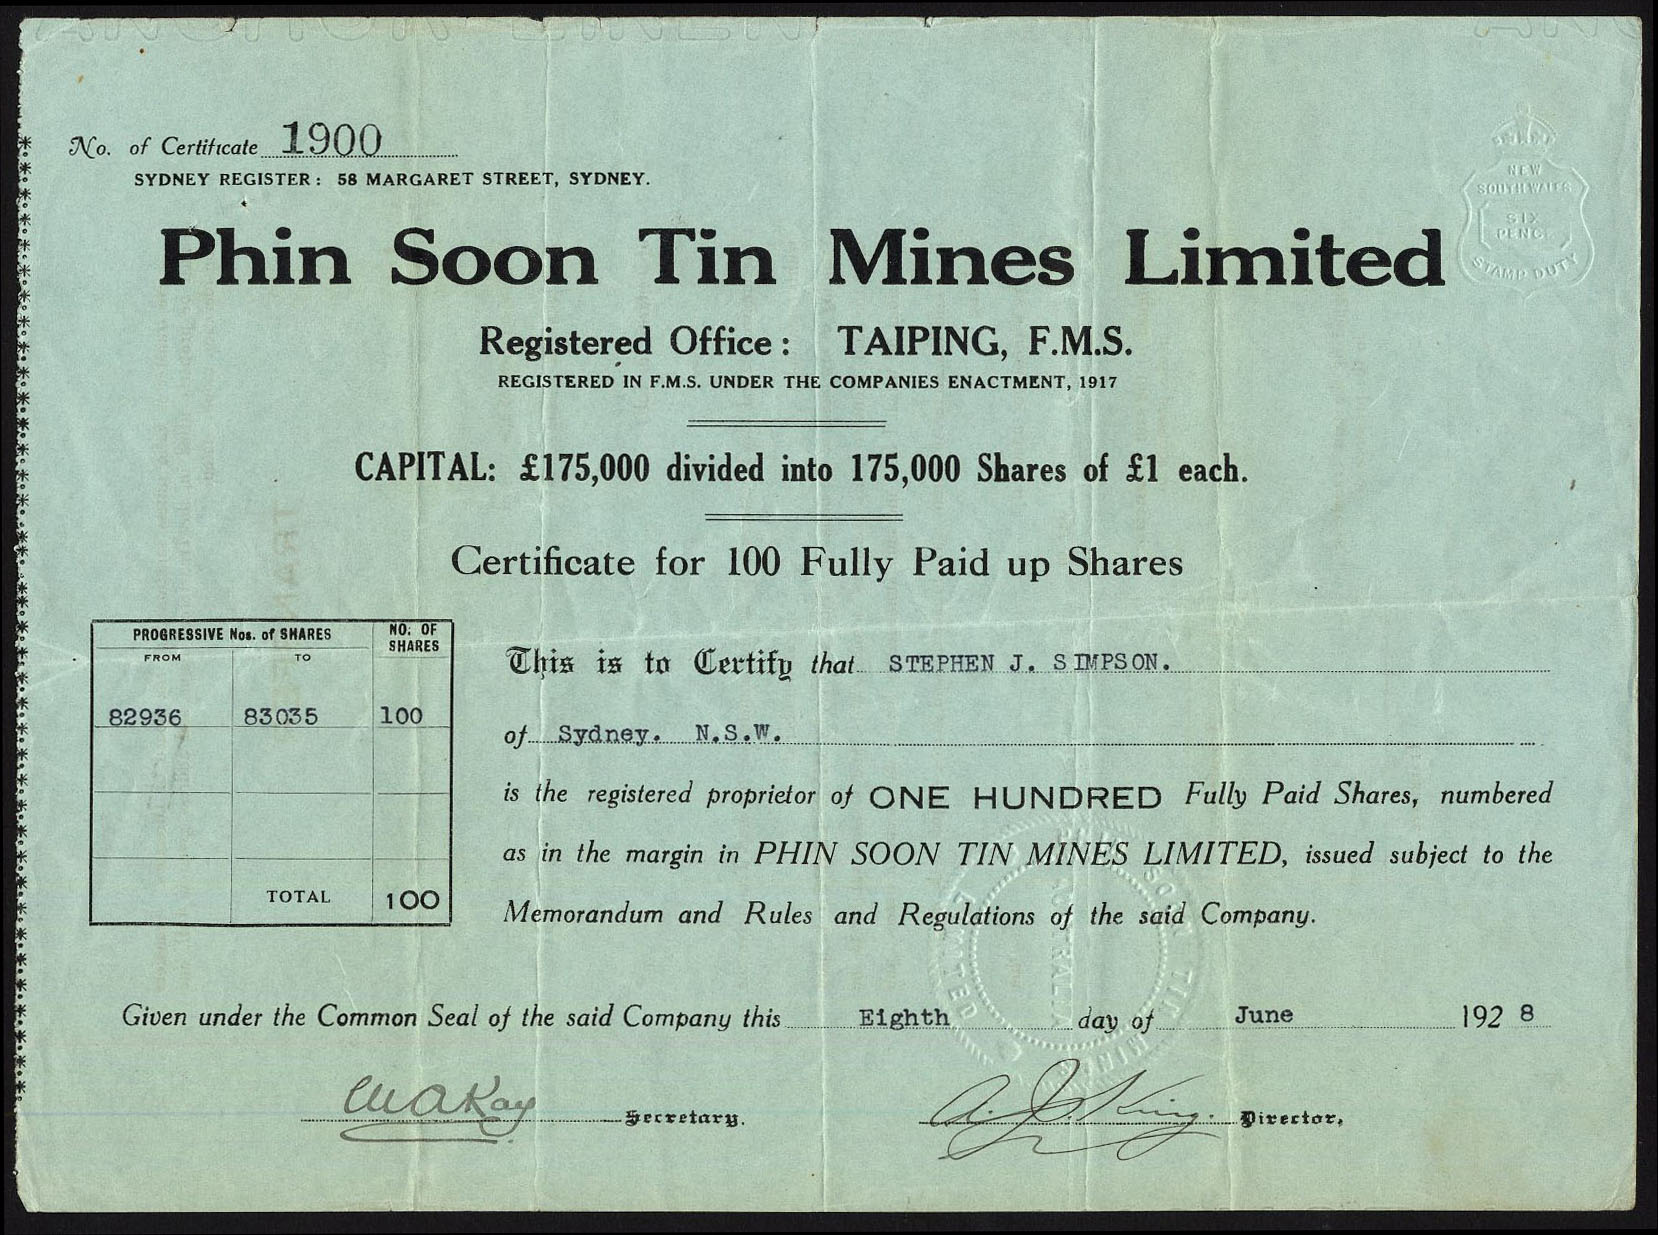 No. of Certificate 1900
SYDNEY REGISTER: 58 MARGARET STREET, SYDNEY.
NEW
SOUTH WALES
SIX
PENCE
STAMP DUTY
Phin Soon Tin Mines Limited
Registered Office: TAIPING, F.M.S.
REGISTERED IN F.M.S. UNDER THE COMPANIES ENACTMENT, 1917
CAPITAL: £175,000 divided into 175,000 Shares of £1 each.
Certificate for 100 Fully Paid up Shares
PROGRESSIVE Nos. of SHARES
NO. OF
SHARES
FROM TO
82936 83035 100
TOTAL 100
This is to Certify that STEPHEN J. SIMPSON.
of Sydney. N.S.W.
is the registered proprietor of ONE HUNDRED Fully Paid Shares, numbered
as in the margin in PHIN SOON TIN MINES LIMITED, issued subject to the
Memorandum and Rules and Regulations of the said Company.
Given under the Common Seal of the said Company this Eighth day of June 1928
Secretary.
A. J. King. Director,